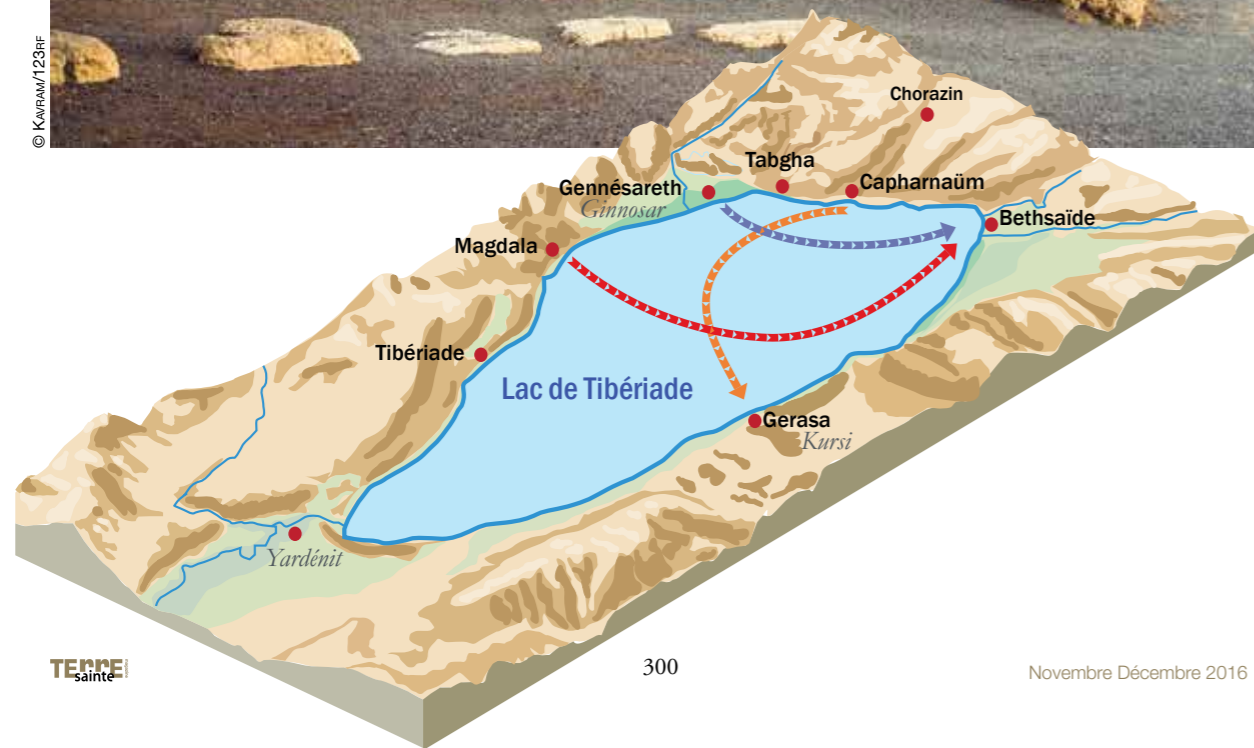 © KAVRAM/123RF
Chorazin
Tabgha
Gennésareth
Ginnosar
Capharnaüm
Bethsaïde
Magdala
Tibériade
Lac de Tibériade
Gerasa
Kursi
Yardénit
TERRE
sainte
300
Novembre Décembre 2016